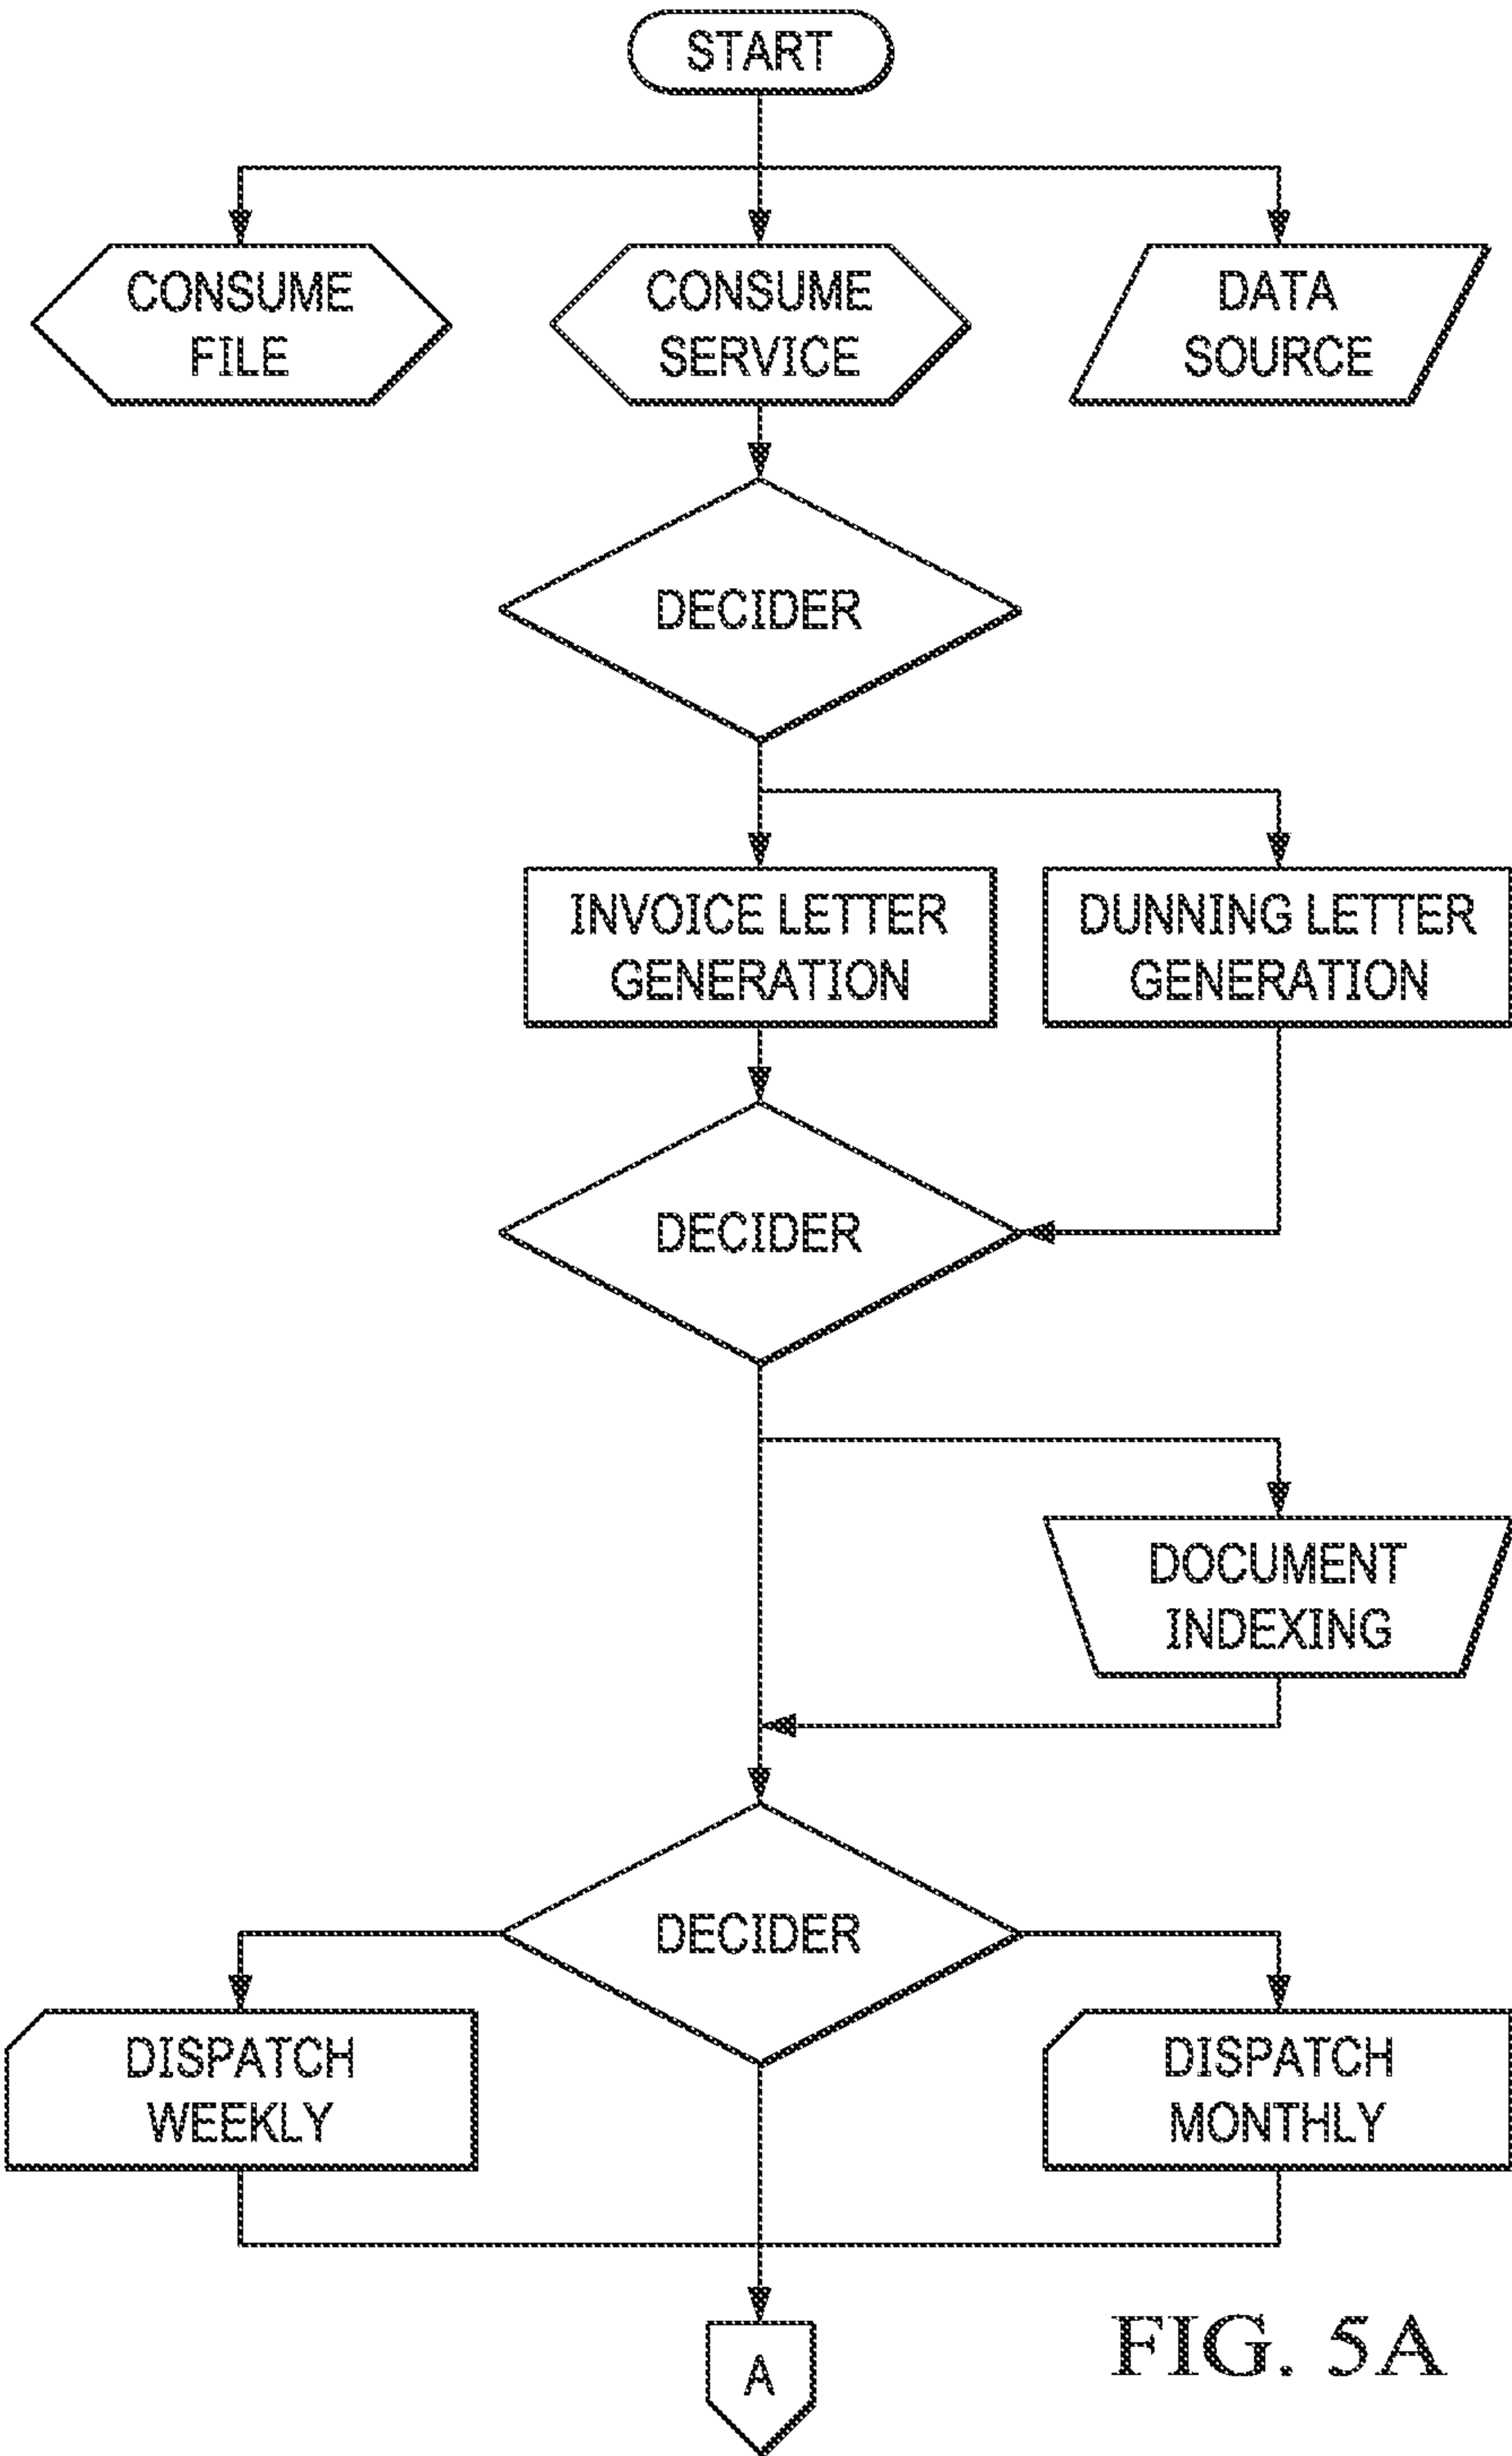 START
CONSUME
FILE
CONSUME
SERVICE
DATA
SOURCE
DECIDER
INVOICE LETTER
GENERATION
DUNNING LETTER
GENERATION
DECIDER
DOCUMENT
INDEXING
DECIDER
DISPATCH
WEEKLY
DISPATCH
MONTHLY
A
FIG. 5A